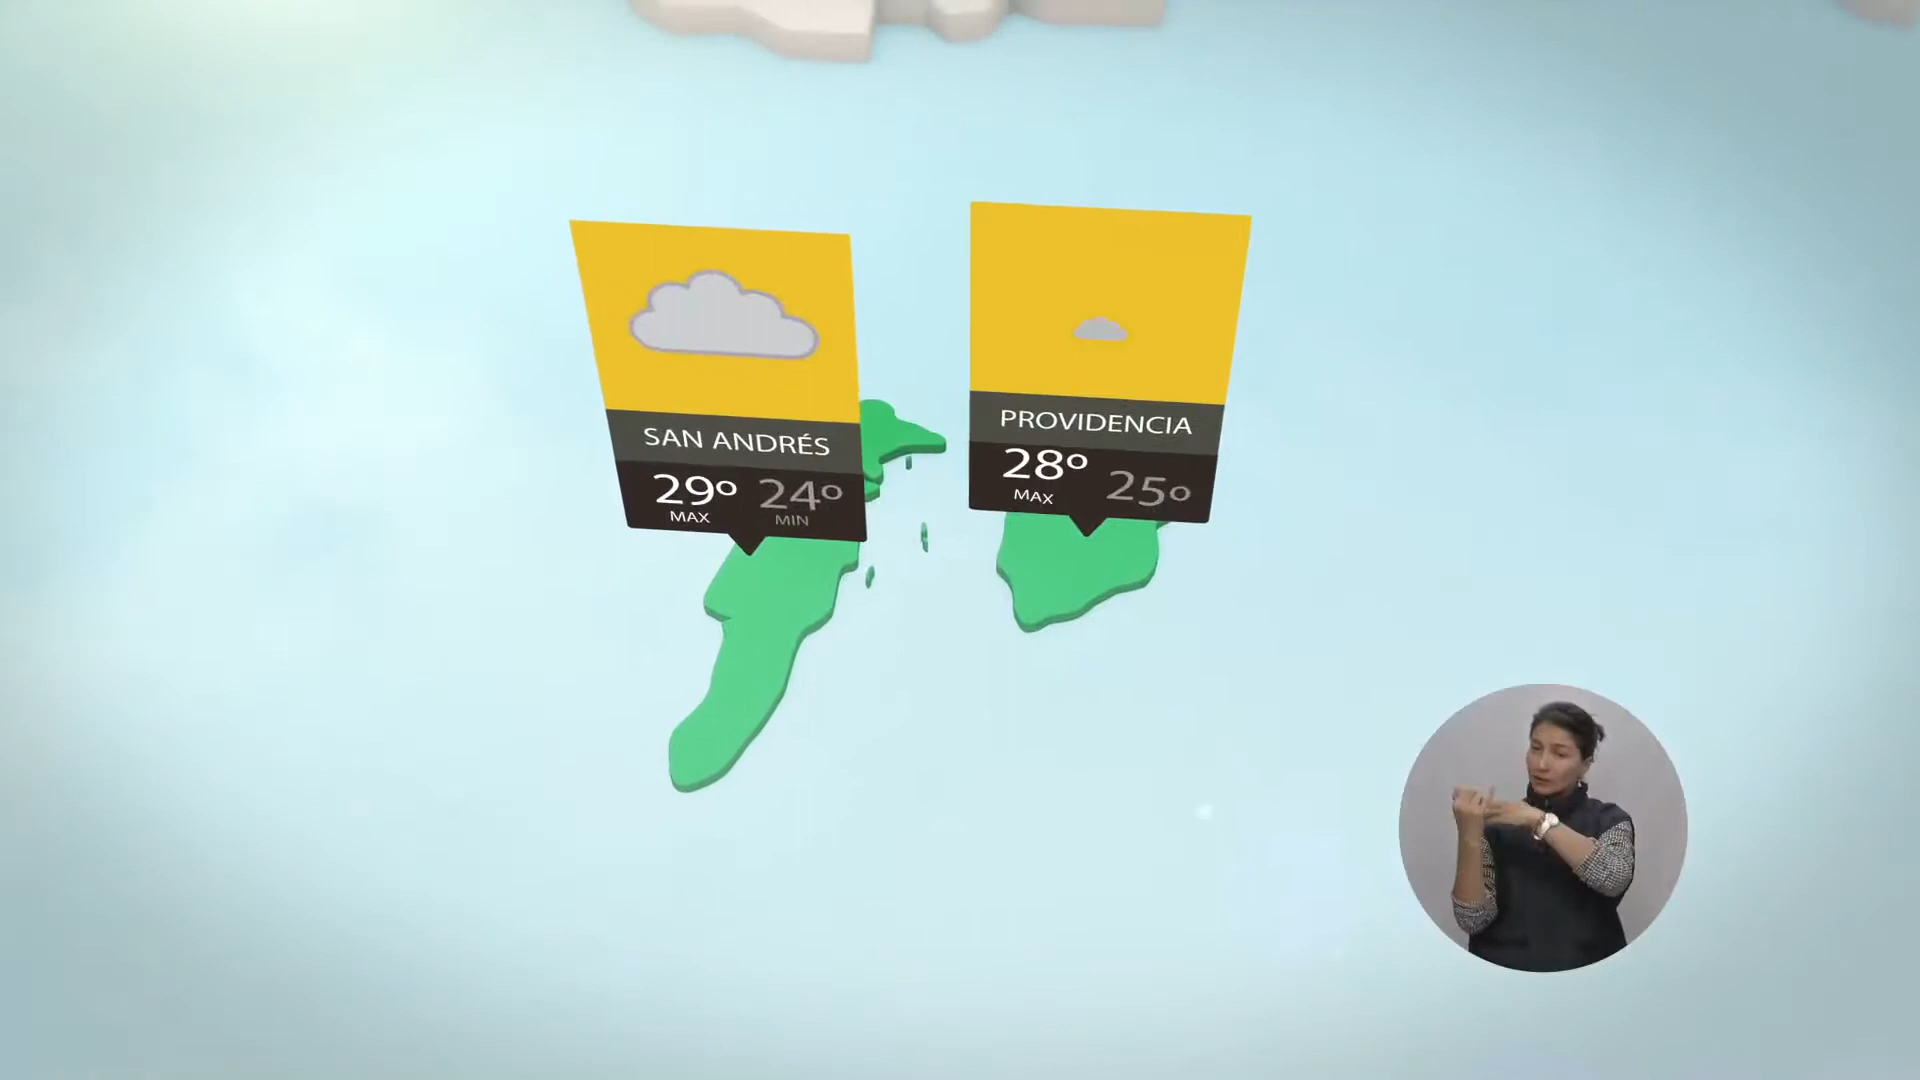 SAN ANDRÉS
29º 24º
MAX MIN
PROVIDENCIA
28º 25º
MAX